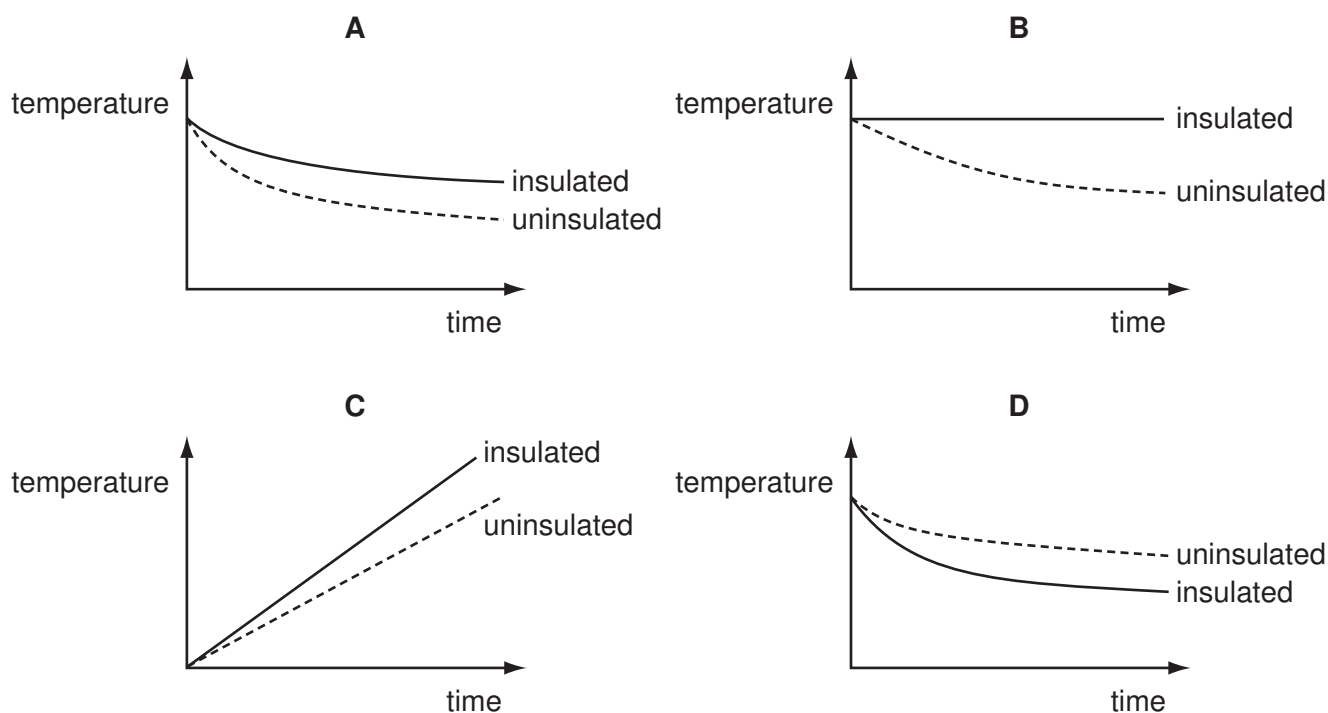 A
temperature
insulated
uninsulated
time
B
temperature
insulated
uninsulated
time
C
temperature
insulated
uninsulated
time
D
temperature
uninsulated
insulated
time